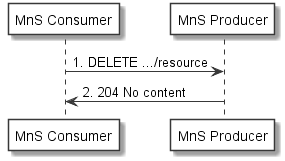 MnS Consumer
MnS Producer
1. DELETE .../resource
2. 204 No content
MnS Consumer
MnS Producer